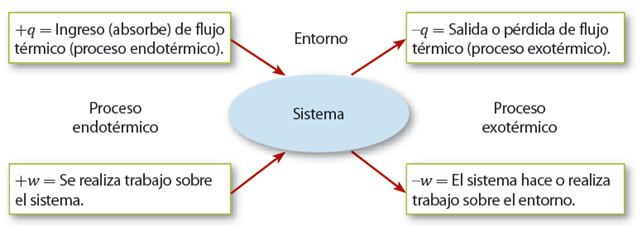 +q = Ingreso (absorbe) de flujo
térmico (proceso endotérmico).
Entorno
–q = Salida o pérdida de flujo
térmico (proceso exotérmico).
Proceso
endotérmico
Sistema
Proceso
exotérmico
+w = Se realiza trabajo sobre
el sistema.
–w = El sistema hace o realiza
trabajo sobre el entorno.